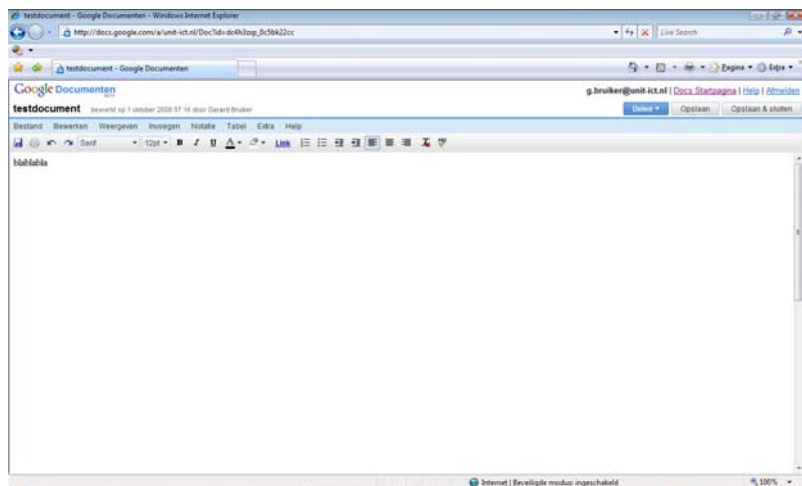 testdocument - Google Documenten - Windows Internet Explorer
http://docs.google.com/a/unit-ict.nl/Doc?id= Live Search
testdocument - Google Documenten Pagina Extra
Google Documenten g.bruiker@unit-ict.nl | Docs Startpagina | Help | Afmelden
testdocument bewerkt op 1 oktober 2008 07:16 door Gerard Bruiker Delen Opslaan Opslaan & sluiten
Bestand Bewerken Weergeven Invoegen Notatie Tabel Extra Help
Serif 12pt B I U A Link
blablabla
Internet | Beveiligde modus: ingeschakeld 100%